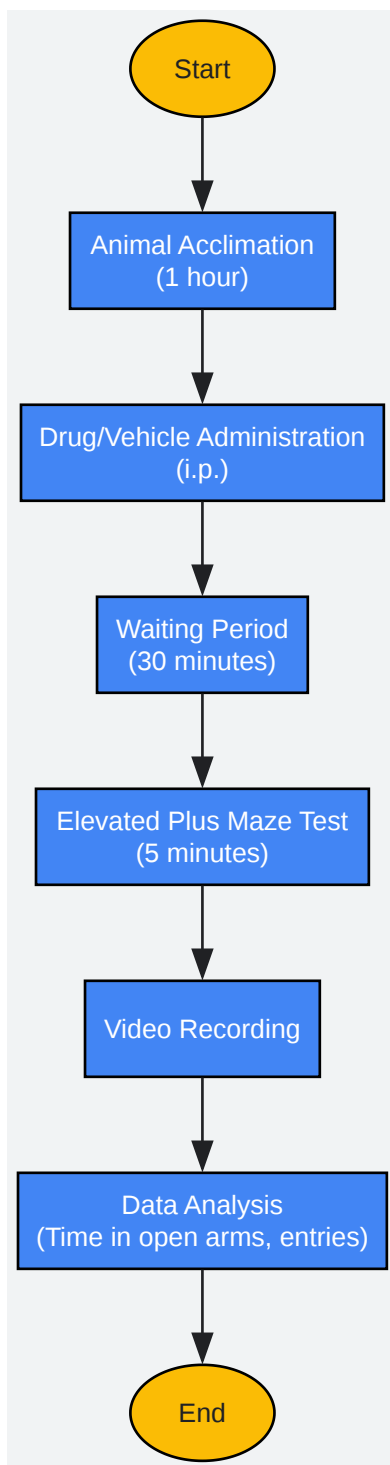 Start
Animal Acclimation
(1 hour)
Drug/Vehicle Administration
(i.p.)
Waiting Period
(30 minutes)
Elevated Plus Maze Test
(5 minutes)
Video Recording
Data Analysis
(Time in open arms, entries)
End